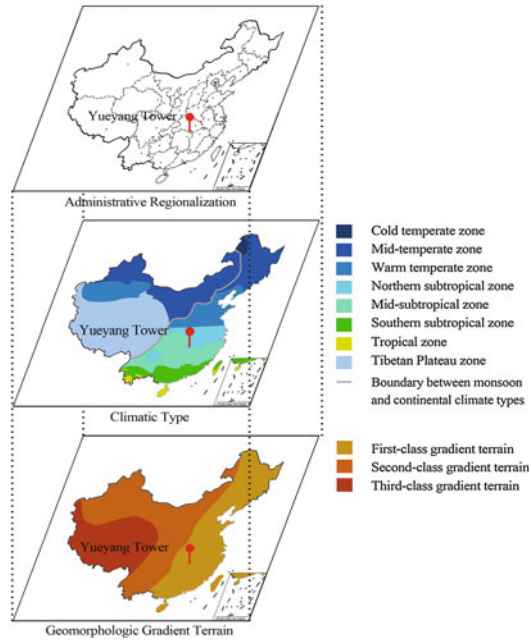 Yueyang Tower
Administrative Regionalization
Yueyang Tower
Climatic Type
Cold temperate zone
Mid-temperate zone
Warm temperate zone
Northern subtropical zone
Mid-subtropical zone
Southern subtropical zone
Tropical zone
Tibetan Plateau zone
Boundary between monsoon
and continental climate types
Yueyang Tower
Geomorphologic Gradient Terrain
First-class gradient terrain
Second-class gradient terrain
Third-class gradient terrain